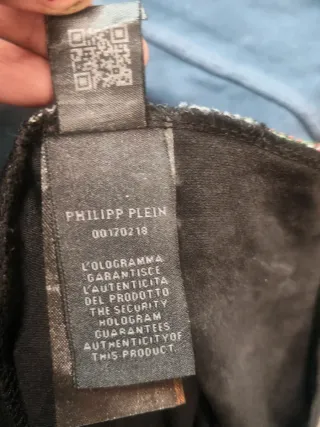 PHILIPP PLEIN
00170218
L'OLOGRAMMA
GARANTISCE
L'AUTENTICITA
DEL PRODOTTO
THE SECURITY
HOLOGRAM
GUARANTEES
AUTHENTICITY OF
THIS PRODUCT.